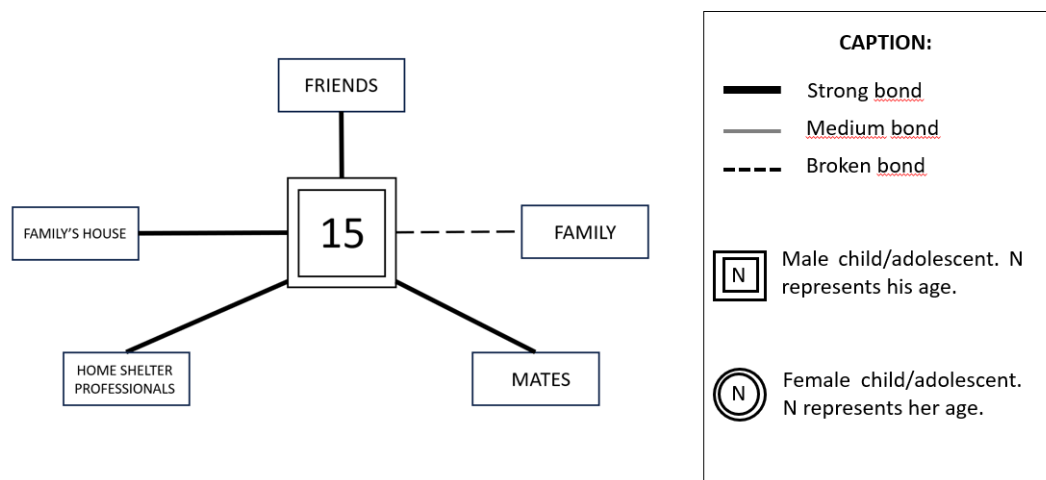 FRIENDS
FAMILY'S HOUSE
15
FAMILY
HOME SHELTER
PROFESSIONALS
MATES
CAPTION:
Strong bond
Medium bond
Broken bond
N
Male child/adolescent. N
represents his age.
N
Female child/adolescent.
N represents her age.